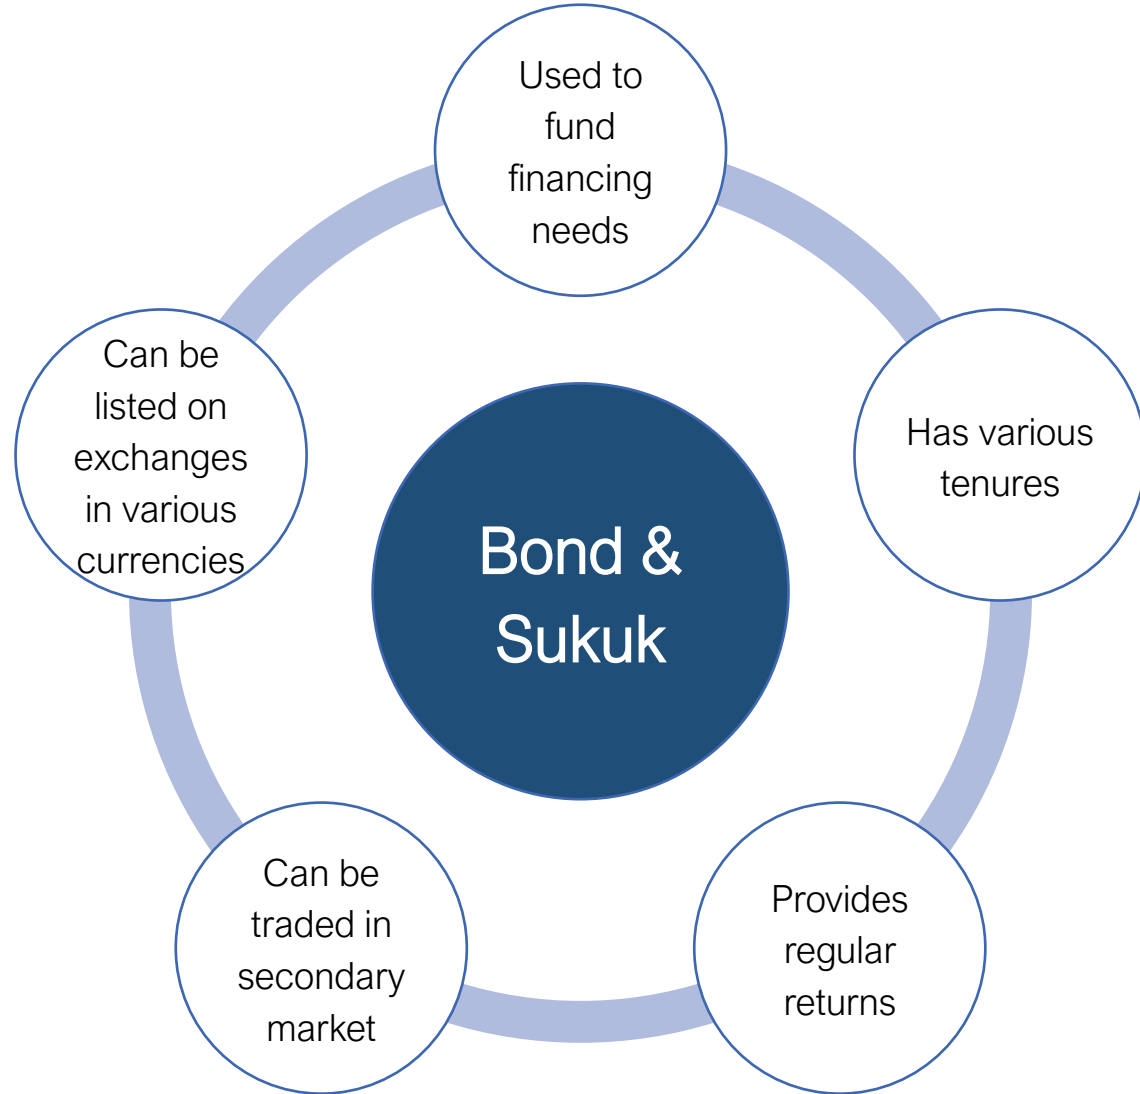 Used to
fund
financing
needs
Has various
tenures
Provides
regular
returns
Can be
traded in
secondary
market
Can be
listed on
exchanges
in various
currencies
Bond &
Sukuk